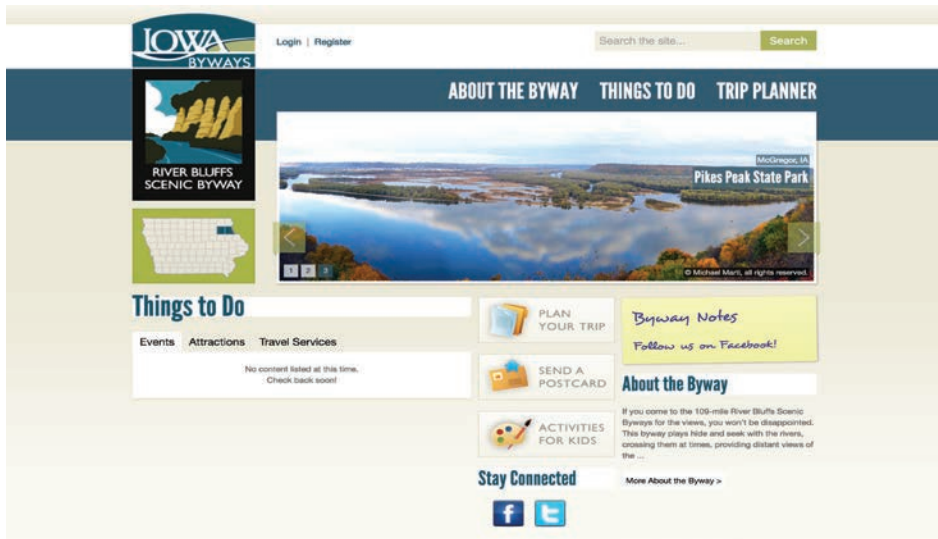 IOWA
BYWAYS
Login | Register
Search the site...
Search
ABOUT THE BYWAY THINGS TO DO TRIP PLANNER
RIVER BLUFFS
SCENIC BYWAY
McGregor, IA
Pikes Peak State Park
1 2 3
© Michael Marti, all rights reserved.
Things to Do
Events Attractions Travel Services
No content listed at this time.
Check back soon!
PLAN
YOUR TRIP
SEND A
POSTCARD
ACTIVITIES
FOR KIDS
Stay Connected
Byway Notes
Follow us on Facebook!
About the Byway
If you come to the 109-mile River Bluffs Scenic
Byways for the views, you won't be disappointed.
This byway plays hide and seek with the rivers,
crossing them at times, providing distant views of
the ...
More About the Byway >